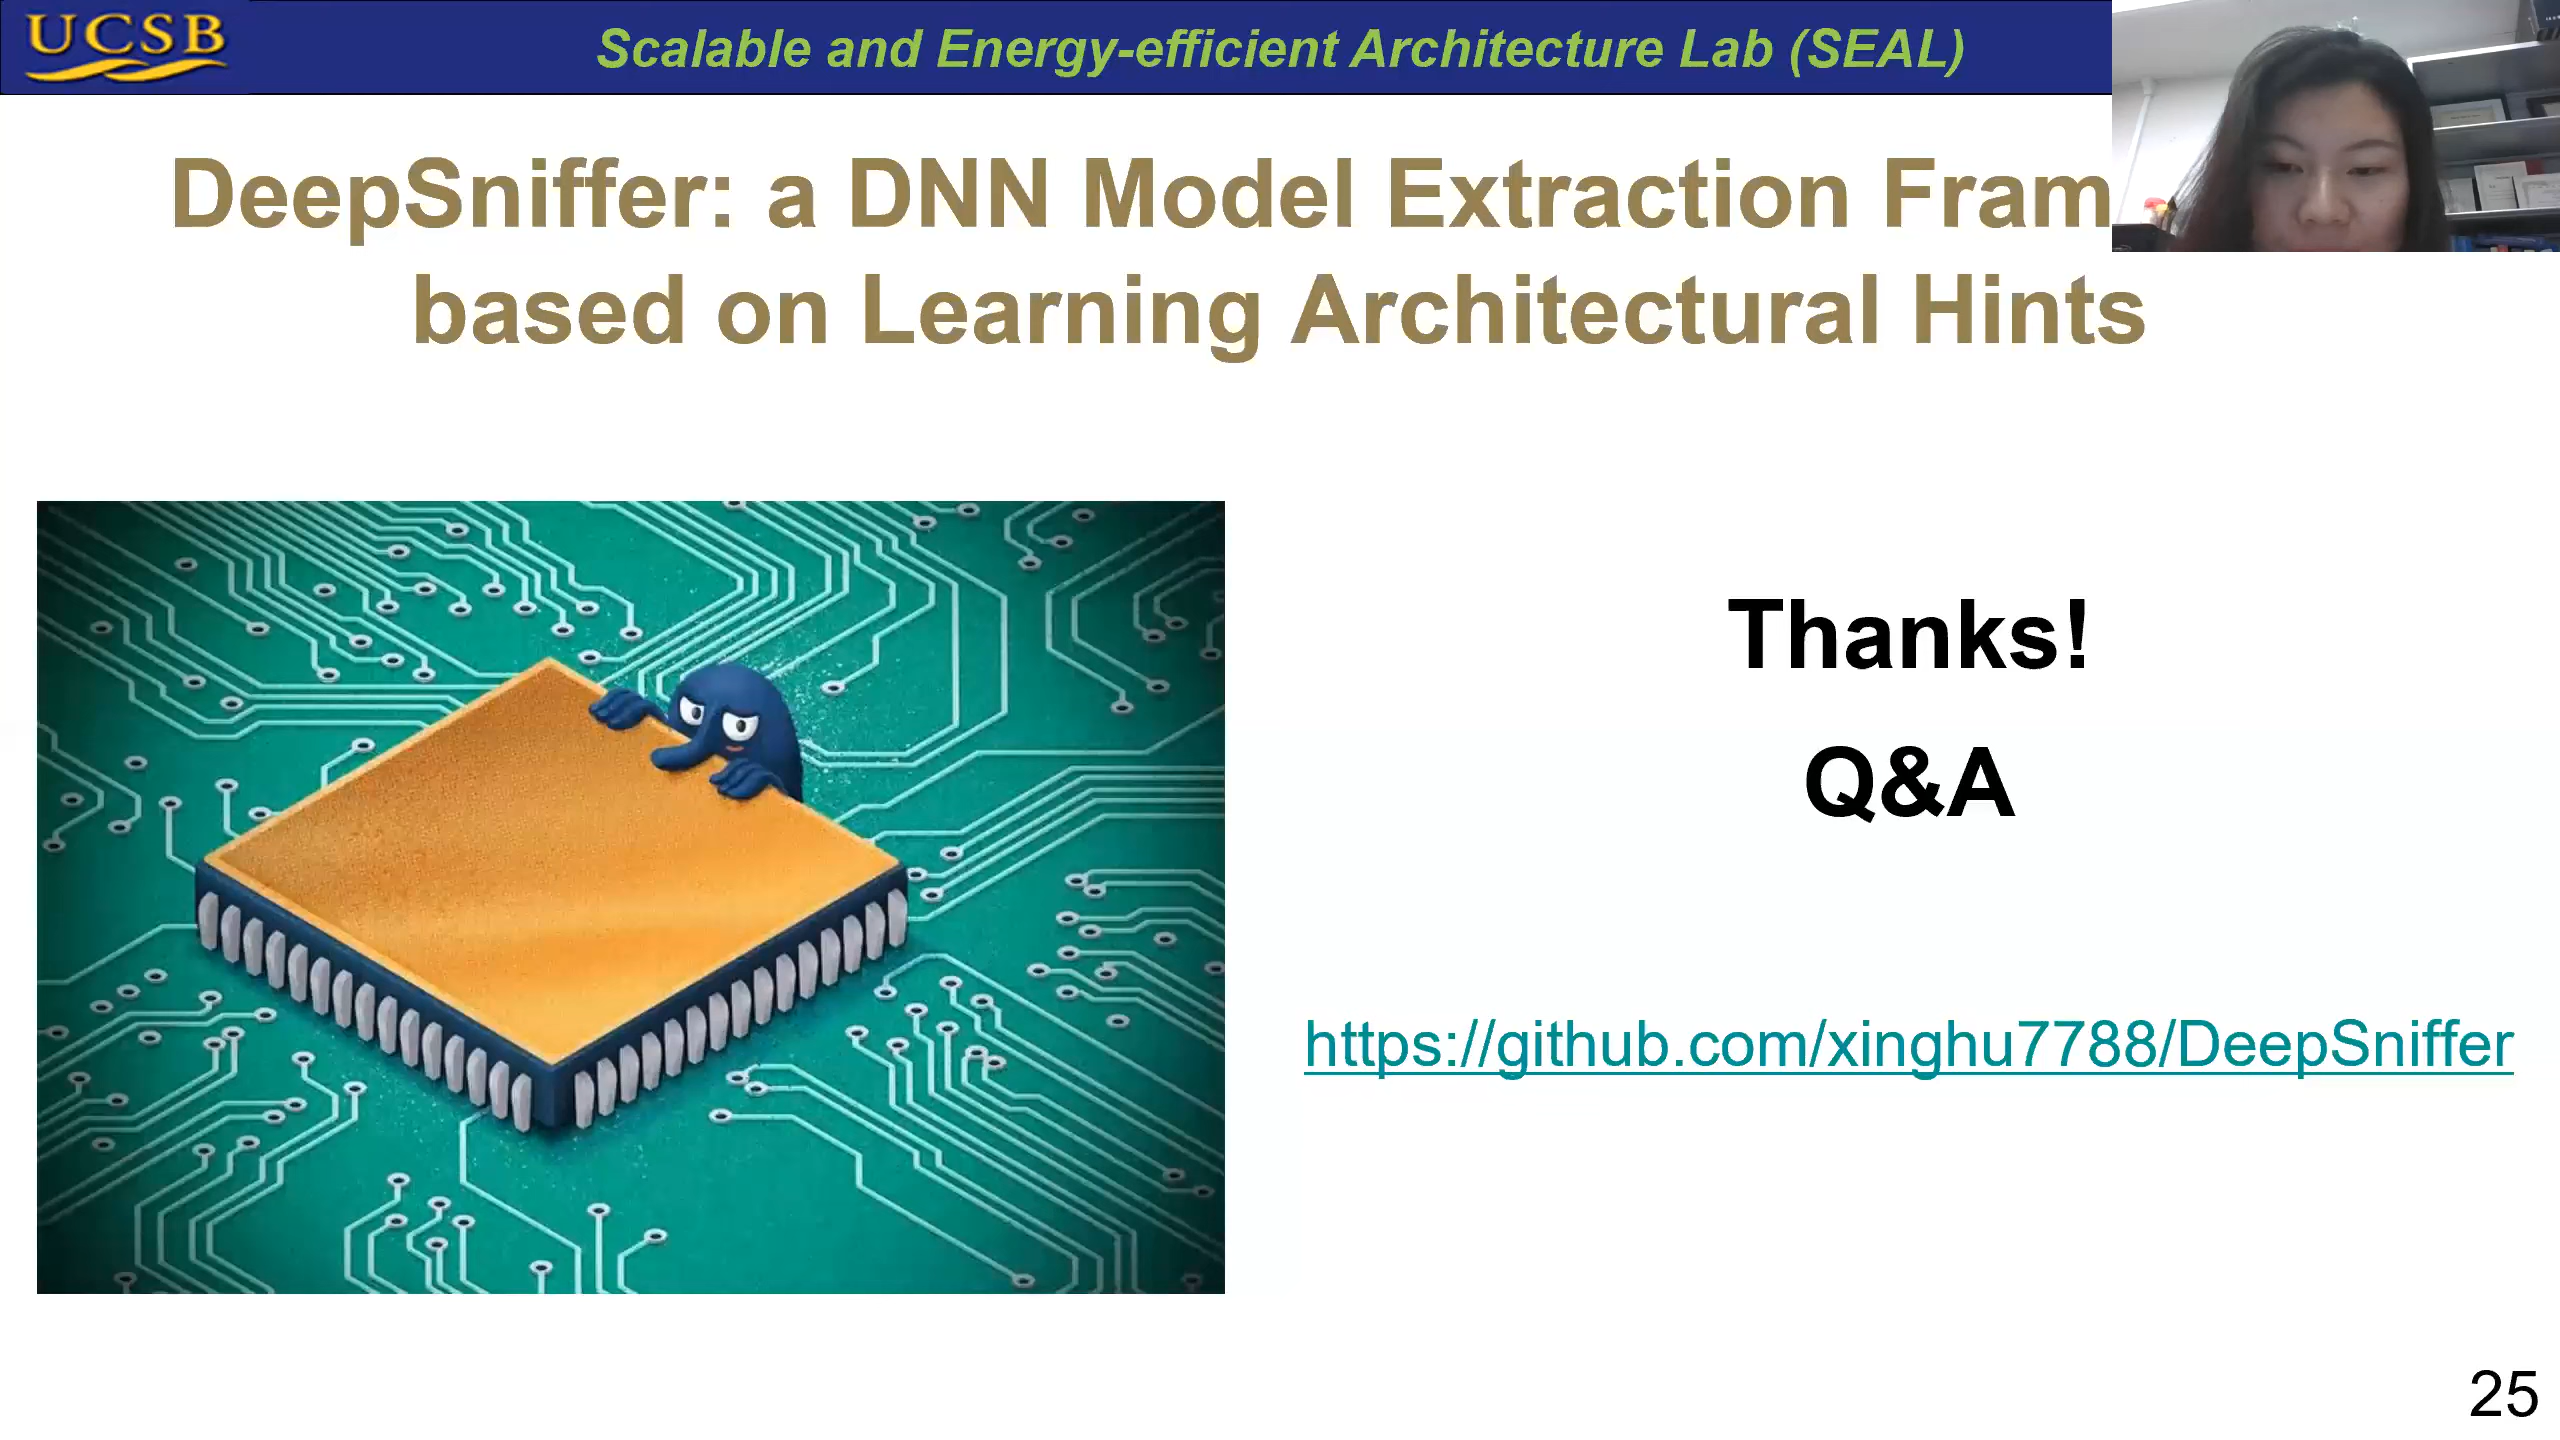 UCSB
Scalable and Energy-efficient Architecture Lab (SEAL)
DeepSniffer: a DNN Model Extraction Fram
based on Learning Architectural Hints
Thanks!
Q&A
https://github.com/xinghu7788/DeepSniffer
25